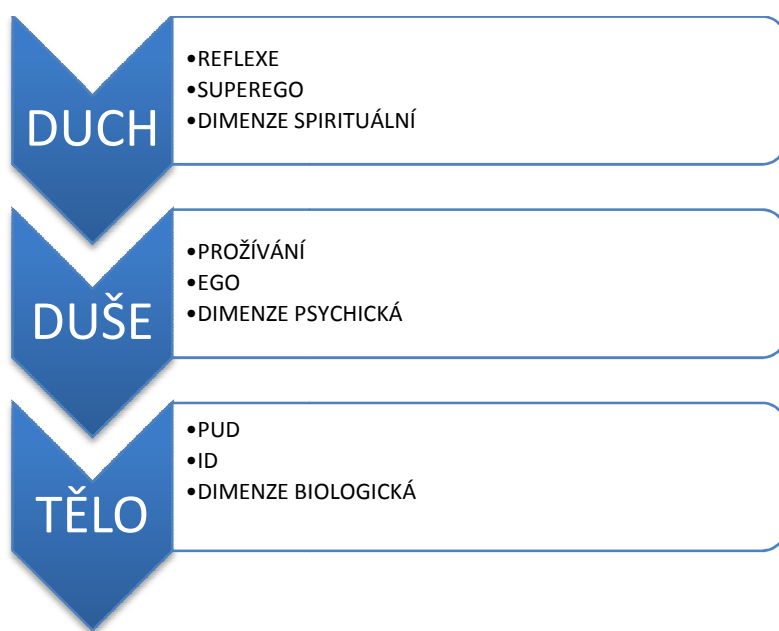 DUCH
•REFLEXE
•SUPEREGO
•DIMENZE SPIRITUÁLNÍ
DUŠE
•PROŽÍVÁNÍ
•EGO
•DIMENZE PSYCHICKÁ
TĚLO
•PUD
•ID
•DIMENZE BIOLOGICKÁ